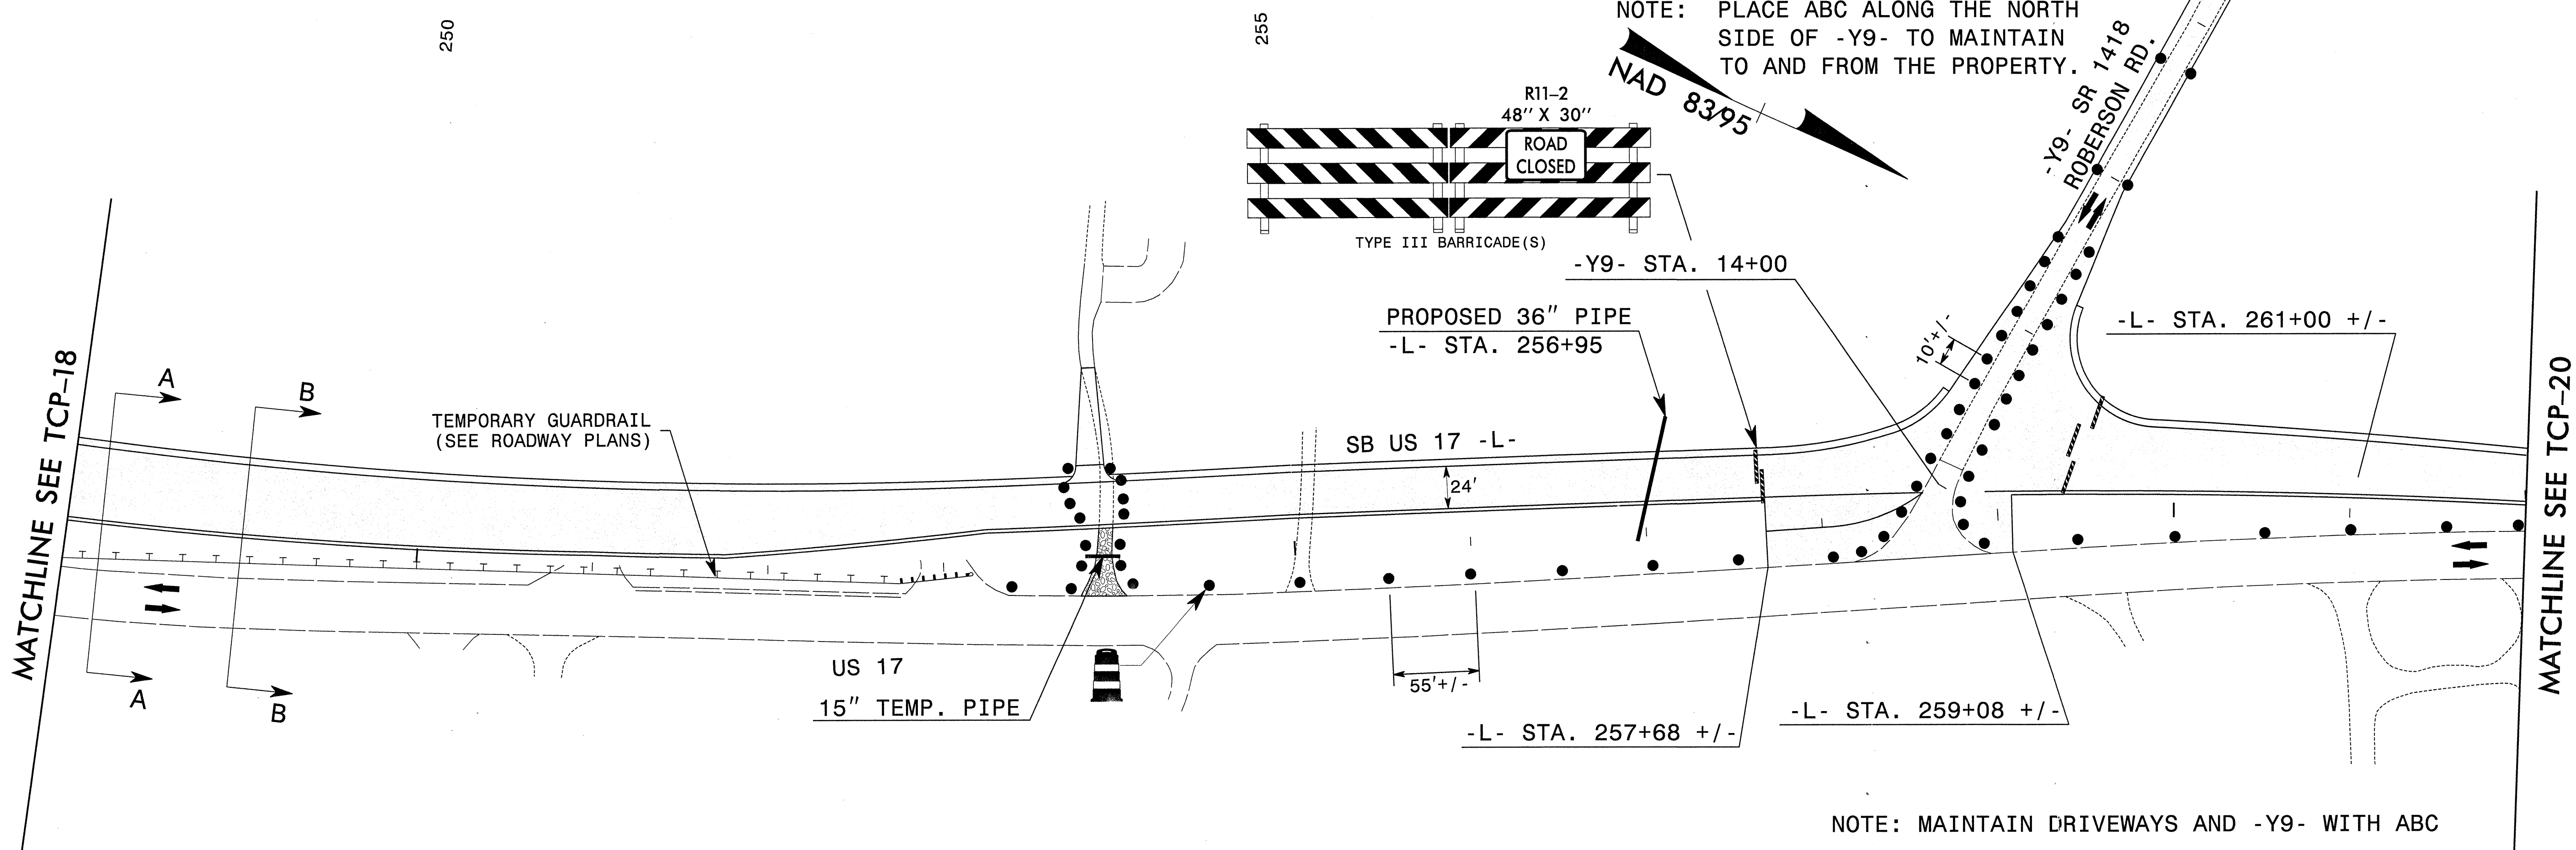 250
255
NOTE: PLACE ABC ALONG THE NORTH
SIDE OF -Y9- TO MAINTAIN
TO AND FROM THE PROPERTY.
NAD 83/95
-Y9- SR 1418
ROBERSON RD.
R11-2
48" X 30"
ROAD
CLOSED
TYPE III BARRICADE(S)
-Y9- STA. 14+00
PROPOSED 36" PIPE
-L- STA. 256+95
-L- STA. 261+00 +/-
10'+/-
MATCHLINE SEE TCP-18
A
B
TEMPORARY GUARDRAIL
(SEE ROADWAY PLANS)
SB US 17 -L-
24'
MATCHLINE SEE TCP-20
A
B
US 17
15" TEMP. PIPE
55'+/-
-L- STA. 257+68 +/-
-L- STA. 259+08 +/-
NOTE: MAINTAIN DRIVEWAYS AND -Y9- WITH ABC